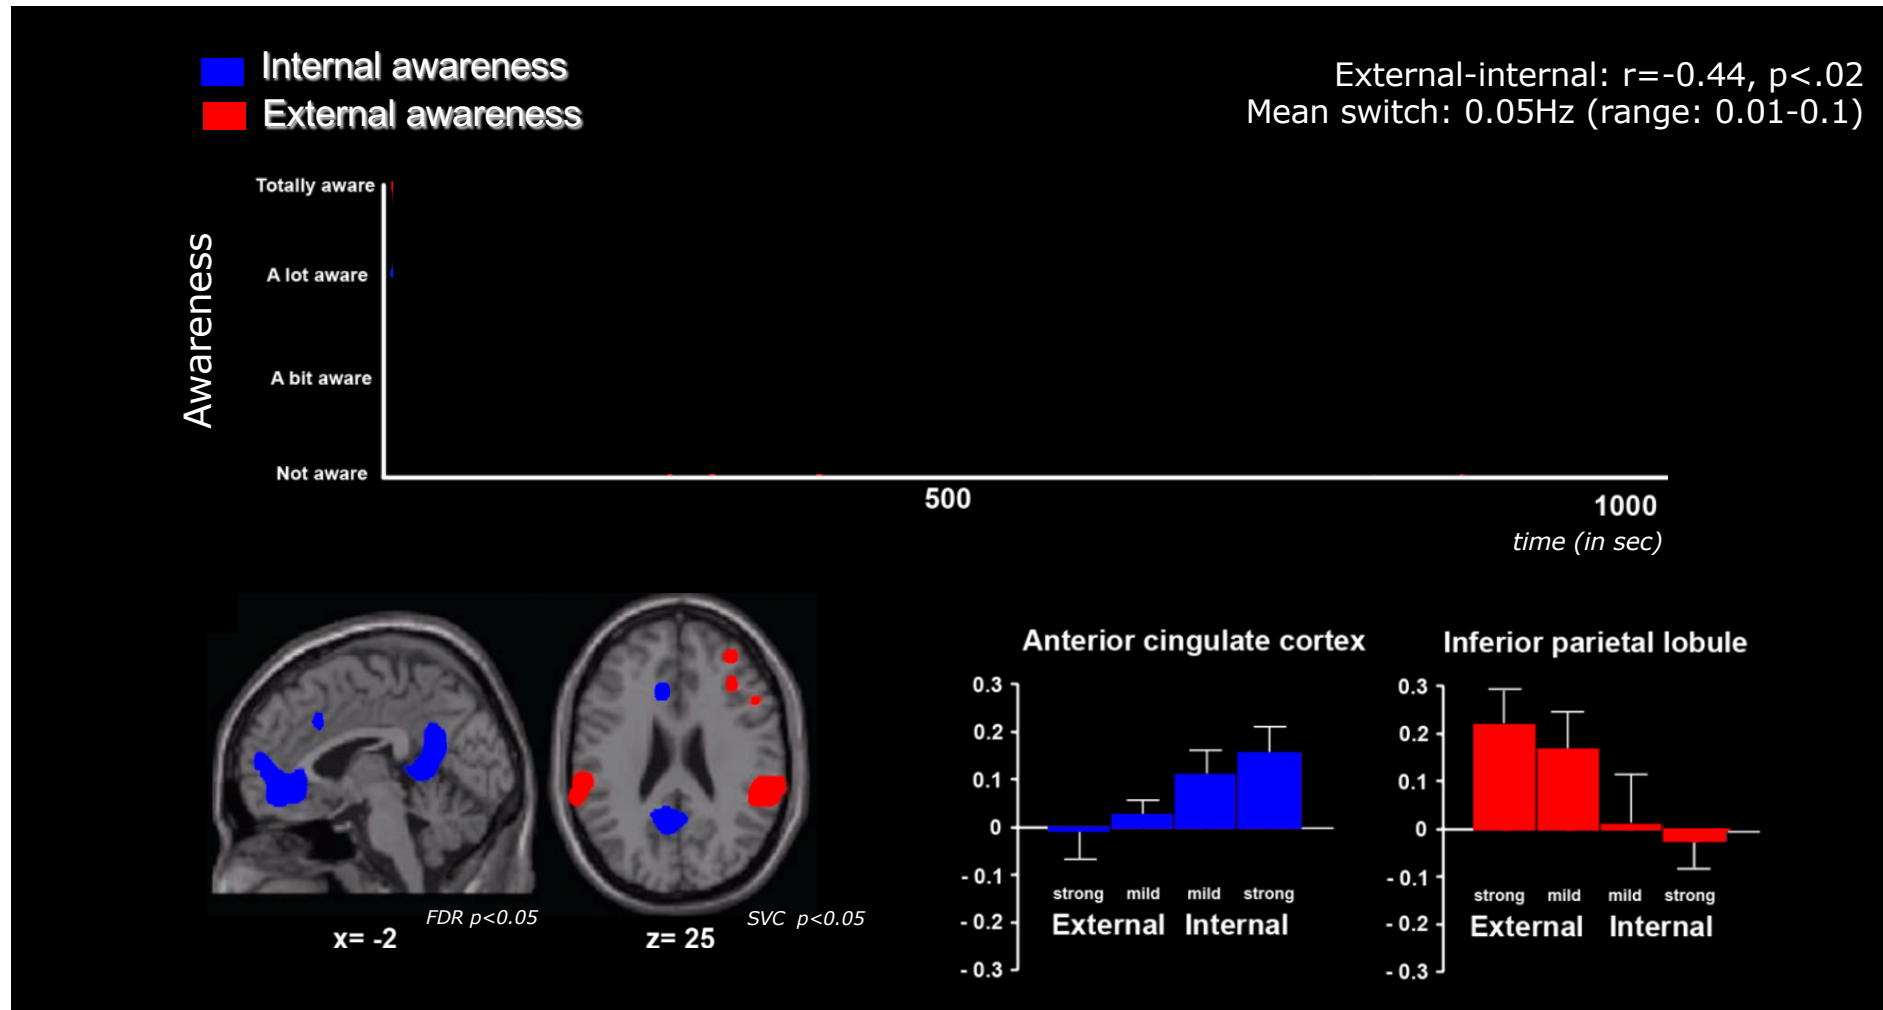 Internal awareness
External awareness
External-internal: r=-0.44, p<.02
Mean switch: 0.05Hz (range: 0.01-0.1)
Awareness
Totally aware
A lot aware
A bit aware
Not aware
500
1000
time (in sec)
FDR p<0.05
x= -2
SVC p<0.05
z= 25
Anterior cingulate cortex
0.3
0.2
0.1
0
- 0.1
- 0.2
- 0.3
strong mild mild strong
External Internal
Inferior parietal lobule
0.3
0.2
0.1
0
- 0.1
- 0.2
- 0.3
strong mild mild strong
External Internal